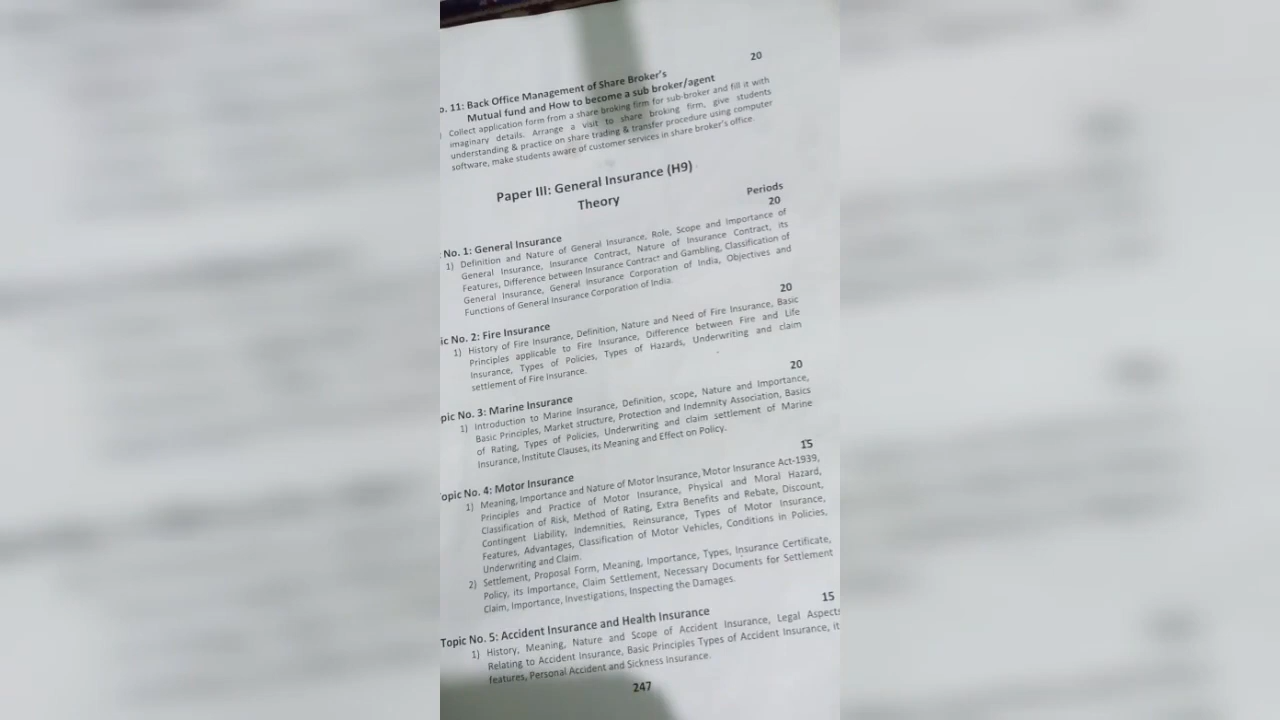 20
o. 11: Back Office Management of Share Broker's
Mutual fund and How to become a sub broker/agent
Collect application form from a share broking firm for sub-broker and fill it with
imaginary details. Arrange a visit to share broking firm, give students
understanding & practice on share trading & transfer procedure using computer
software, make students aware of customer services in share broker's office.
Paper III: General Insurance (H9)
Theory
Periods
20
No. 1: General Insurance
1) Definition and Nature of General Insurance, Role, Scope and Importance of
General Insurance, Insurance Contract, Nature of Insurance Contract, its
Features, Difference between Insurance Contract and Gambling, Classification of
General Insurance, General Insurance Corporation of India, Objectives and
Functions of General Insurance Corporation of India.
20
ic No. 2: Fire Insurance
1) History of Fire Insurance, Definition, Nature and Need of Fire Insurance, Basic
Principles applicable to Fire Insurance, Difference between Fire and Life
Insurance, Types of Policies, Types of Hazards, Underwriting and claim
settlement of Fire Insurance.
20
pic No. 3: Marine Insurance
1) Introduction to Marine insurance, Definition, scope, Nature and Importance,
Basic Principles, Market structure, Protection and Indemnity Association, Basics
of Rating, Types of Policies, Underwriting and claim settlement of Marine
Insurance, Institute Clauses, its Meaning and Effect on Policy.
15
opic No. 4: Motor Insurance
1) Meaning, Importance and Nature of Motor Insurance, Motor Insurance Act-1939,
Principles and Practice of Motor Insurance, Physical and Moral Hazard,
Classification of Risk, Method of Rating, Extra Benefits and Rebate, Discount,
Contingent Liability, Indemnities, Reinsurance, Types of Motor Insurance,
Features, Advantages, Classification of Motor Vehicles, Conditions in Policies,
Underwriting and Claim.
2) Settlement, Proposal Form, Meaning, Importance, Types, Insurance Certificate,
Policy, its Importance, Claim Settlement, Necessary Documents for Settlement
Claim, Importance, Investigations, Inspecting the Damages.
15
Topic No. 5: Accident Insurance and Health Insurance
1) History, Meaning, Nature and Scope of Accident Insurance, Legal Aspects
Relating to Accident Insurance, Basic Principles Types of Accident Insurance, it
features, Personal Accident and Sickness Insurance.
247